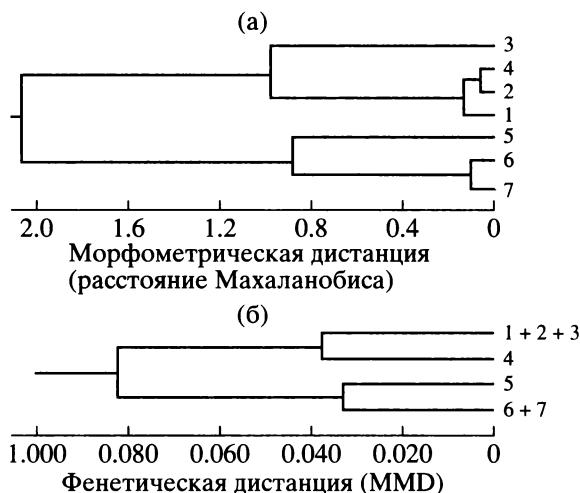 (а)
3
4
2
1
5
6
7
2.0 1.6 1.2 0.8 0.4 0
Морфометрическая дистанция
(расстояние Махаланобиса)
(б)
1 + 2 + 3
4
5
6 + 7
1.000 0.080 0.060 0.040 0.020 0
Фенетическая дистанция (MMD)